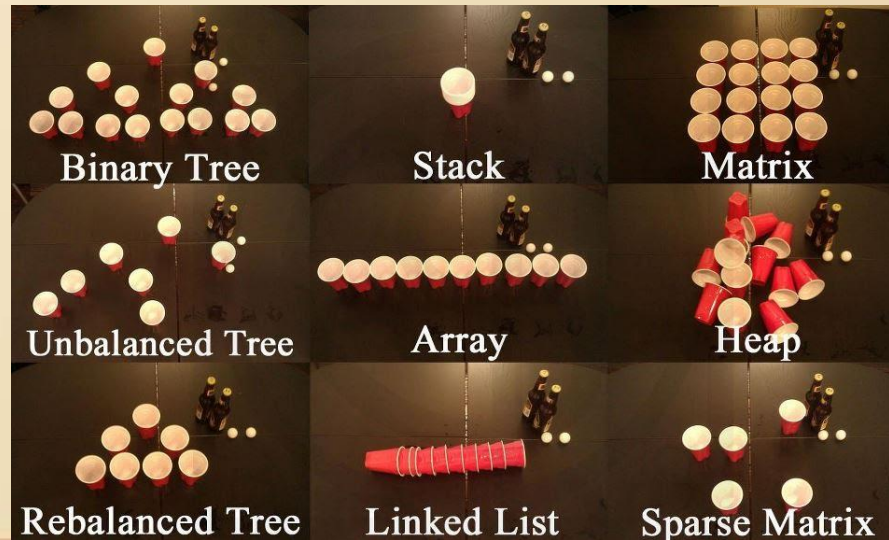 Binary Tree
Stack
Matrix
Unbalanced Tree
Array
Heap
Rebalanced Tree
Linked List
Sparse Matrix